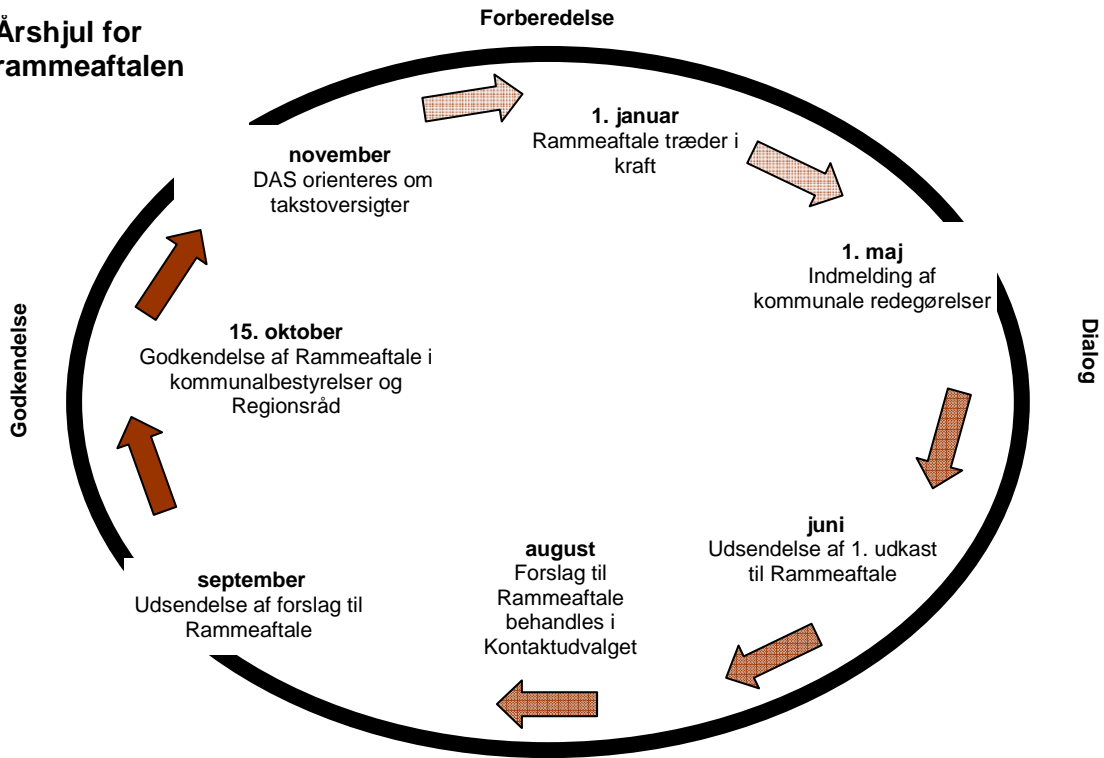 Årshjul for
rammeaftalen
Forberedelse
1. januar
Rammeaftale træder i
kraft
november
DAS orienteres om
takstoversigter
1. maj
Indmelding af
kommunale redegørelser
Dialog
15. oktober
Godkendelse af Rammeaftale i
kommunalbestyrelser og
Regionsråd
Godkendelse
juni
Udsendelse af 1. udkast
til Rammeaftale
august
Forslag til
Rammeaftale
behandles i
Kontaktudvalget
september
Udsendelse af forslag til
Rammeaftale